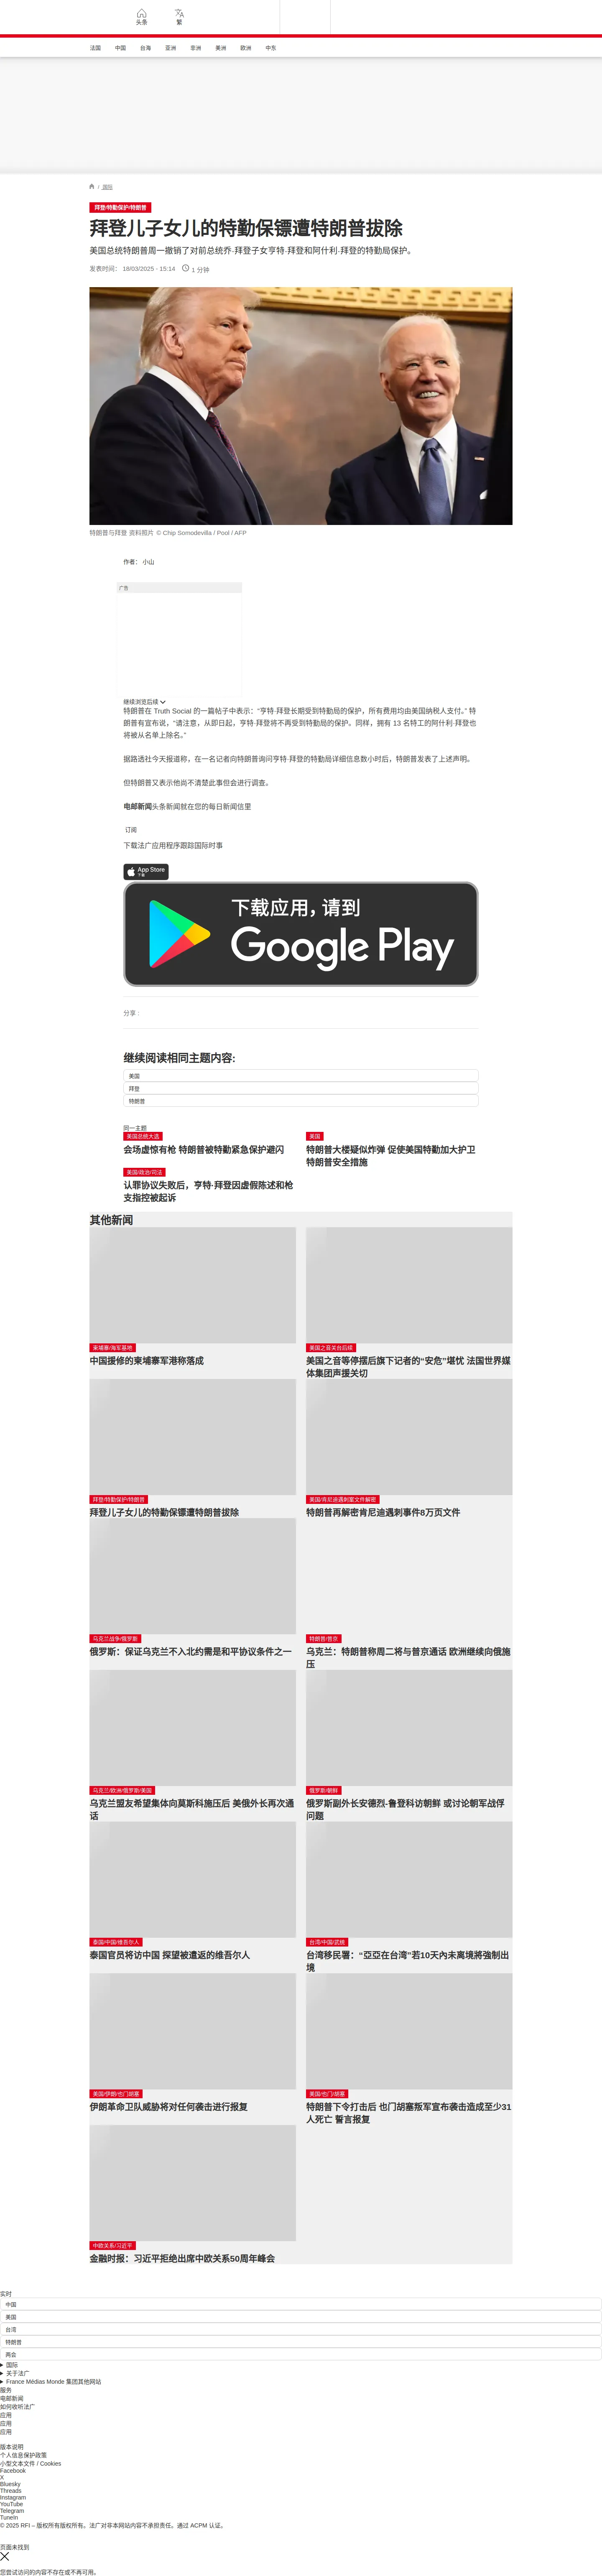 头条
繁
法国
中国
台海
亚洲
非洲
美洲
欧洲
中东
/ 国际
拜登/特勤保护/特朗普
拜登儿子女儿的特勤保镖遭特朗普拔除
美国总统特朗普周一撤销了对前总统乔·拜登子女亨特·拜登和阿什利·拜登的特勤局保护。
发表时间： 18/03/2025 - 15:14
1 分钟
特朗普与拜登 资料照片 © Chip Somodevilla / Pool / AFP
作者： 小山
广告
继续浏览后续
特朗普在 Truth Social 的一篇帖子中表示：“亨特·拜登长期受到特勤局的保护，所有费用均由美国纳税人支付。” 特
朗普有宣布说，“请注意，从即日起，亨特·拜登将不再受到特勤局的保护。同样，拥有 13 名特工的阿什利·拜登也
将被从名单上除名。”
据路透社今天报道称，在一名记者向特朗普询问亨特·拜登的特勤局详细信息数小时后，特朗普发表了上述声明。
但特朗普又表示他尚不清楚此事但会进行调查。
电邮新闻头条新闻就在您的每日新闻信里
订阅
下载法广应用程序跟踪国际时事
App Store
下载
下载应用，请到
Google Play
分享 :
继续阅读相同主题内容:
美国
拜登
特朗普
同一主题
美国总统大选
会场虚惊有枪 特朗普被特勤紧急保护避闪
美国
特朗普大楼疑似炸弹 促使美国特勤加大护卫
特朗普安全措施
美国/政治/司法
认罪协议失败后，亨特·拜登因虚假陈述和枪
支指控被起诉
其他新闻
柬埔寨/海军基地
中国援修的柬埔寨军港称落成
美国之音关台后续
美国之音等停摆后旗下记者的“安危”堪忧 法国世界媒
体集团声援关切
拜登/特勤保护/特朗普
拜登儿子女儿的特勤保镖遭特朗普拔除
美国/肯尼迪遇刺案文件解密
特朗普再解密肯尼迪遇刺事件8万页文件
乌克兰战争/俄罗斯
俄罗斯：保证乌克兰不入北约需是和平协议条件之一
特朗普/普京
乌克兰：特朗普称周二将与普京通话 欧洲继续向俄施
压
乌克兰/欧洲/俄罗斯/美国
乌克兰盟友希望集体向莫斯科施压后 美俄外长再次通
话
俄罗斯/朝鲜
俄罗斯副外长安德烈-鲁登科访朝鲜 或讨论朝军战俘
问题
泰国/中国/维吾尔人
泰国官员将访中国 探望被遣返的维吾尔人
台湾/中国/武统
台湾移民署：“亞亞在台湾”若10天內未离境將強制出
境
美国/伊朗/也门胡塞
伊朗革命卫队威胁将对任何袭击进行报复
美国/也门/胡塞
特朗普下令打击后 也门胡塞叛军宣布袭击造成至少31
人死亡 誓言报复
中欧关系/习近平
金融时报：习近平拒绝出席中欧关系50周年峰会
实时
中国
美国
台湾
特朗普
两会
国际
关于法广
France Médias Monde 集团其他网站
服务
电邮新闻
如何收听法广
应用
应用
应用
版本说明
个人信息保护政策
小型文本文件 / Cookies
Facebook
X
Bluesky
Threads
Instagram
YouTube
Telegram
TuneIn
© 2025 RFI – 版权所有版权所有。法广对非本网站内容不承担责任。通过 ACPM 认证。
页面未找到
您尝试访问的内容不存在或不再可用。